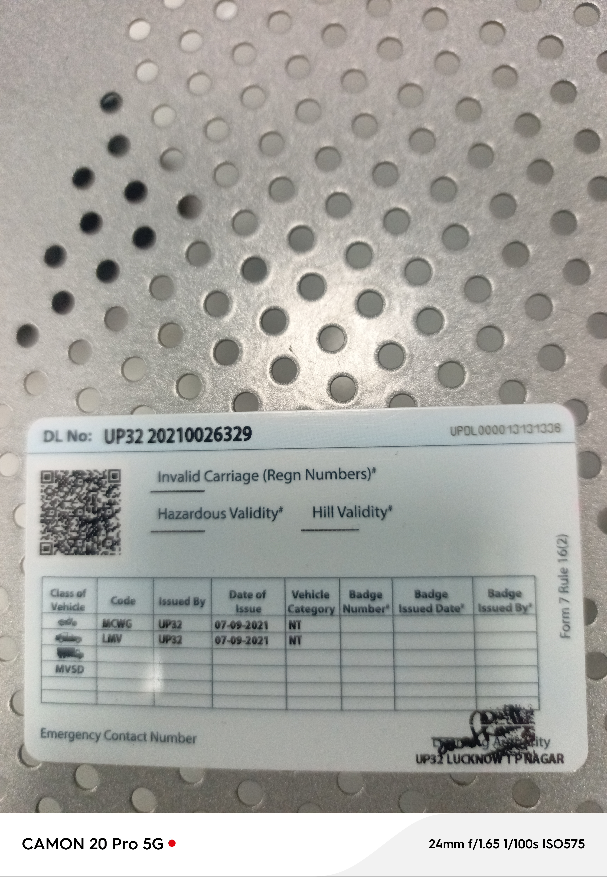 DL No: UP32 20210026329
UPDL000013131338
Invalid Carriage (Regn Numbers)#
Hazardous Validity# Hill Validity#
Form 7 Rule 16(2)
Class of Vehicle Code Issued By Date of Issue Vehicle Category Badge Number# Badge Issued Date# Badge Issued By#
MCWG UP32 07-09-2021 NT
LMV UP32 07-09-2021 NT
MVSD
Emergency Contact Number
UP32 LUCKNOW T P NAGAR
CAMON 20 Pro 5G
24mm f/1.65 1/100s ISO575